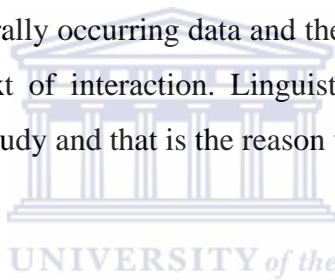 rally occurring data and the
xt of interaction. Linguist
udy and that is the reason
UNIVERSITY of the